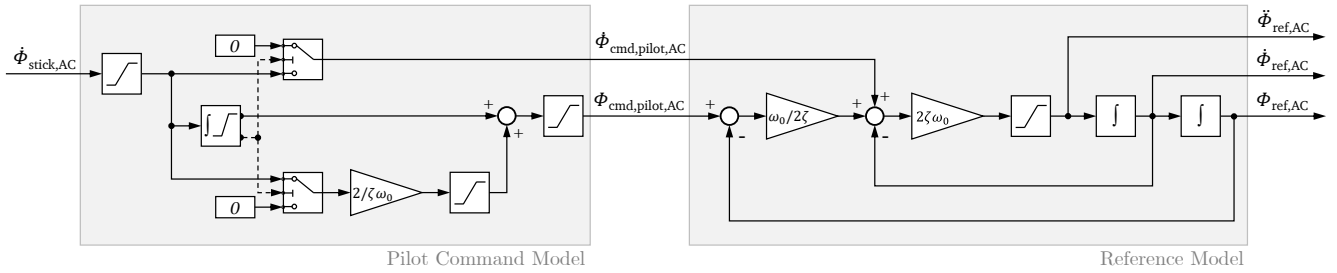 Φ̇stick,AC
0
∫
0
2/ζω0
+
+
Φ̇cmd,pilot,AC
Φcmd,pilot,AC
+
-
ω0/2ζ
+
+
-
2ζω0
∫
∫
Φ̈ref,AC
Φ̇ref,AC
Φref,AC
Pilot Command Model
Reference Model